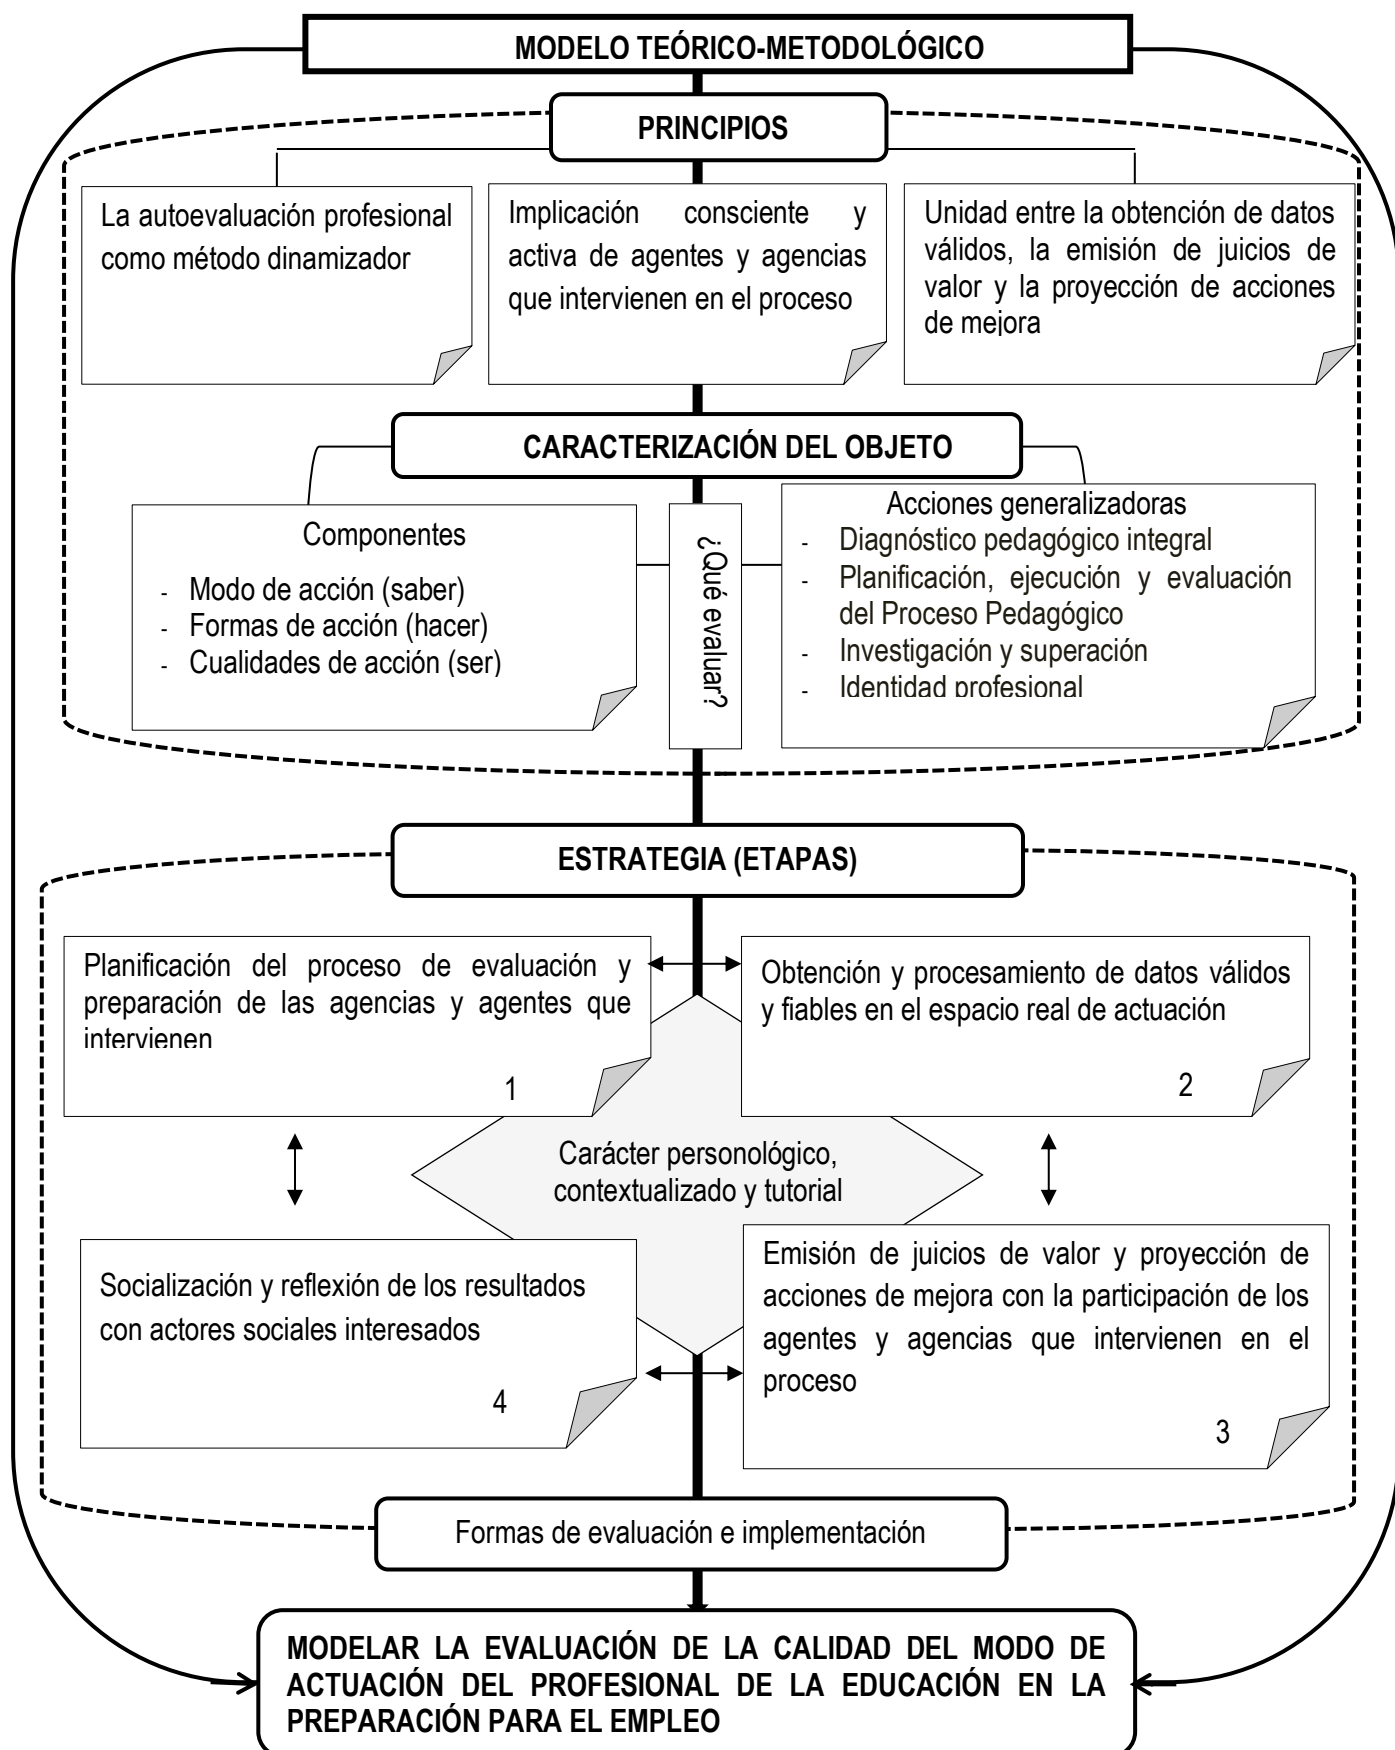 MODELO TEÓRICO-METODOLÓGICO
PRINCIPIOS
La autoevaluación profesional
como método dinamizador
Implicación consciente y
activa de agentes y agencias
que intervienen en el proceso
Unidad entre la obtención de datos
válidos, la emisión de juicios de
valor y la proyección de acciones
de mejora
CARACTERIZACIÓN DEL OBJETO
Componentes
- Modo de acción (saber)
- Formas de acción (hacer)
- Cualidades de acción (ser)
¿Qué evaluar?
Acciones generalizadoras
- Diagnóstico pedagógico integral
- Planificación, ejecución y evaluación
del Proceso Pedagógico
- Investigación y superación
- Identidad profesional
ESTRATEGIA (ETAPAS)
Planificación del proceso de evaluación y
preparación de las agencias y agentes que
intervienen
1
Obtención y procesamiento de datos válidos
y fiables en el espacio real de actuación
2
Carácter personológico,
contextualizado y tutorial
Socialización y reflexión de los resultados
con actores sociales interesados
4
Emisión de juicios de valor y proyección de
acciones de mejora con la participación de los
agentes y agencias que intervienen en el
proceso
3
Formas de evaluación e implementación
MODELAR LA EVALUACIÓN DE LA CALIDAD DEL MODO DE
ACTUACIÓN DEL PROFESIONAL DE LA EDUCACIÓN EN LA
PREPARACIÓN PARA EL EMPLEO